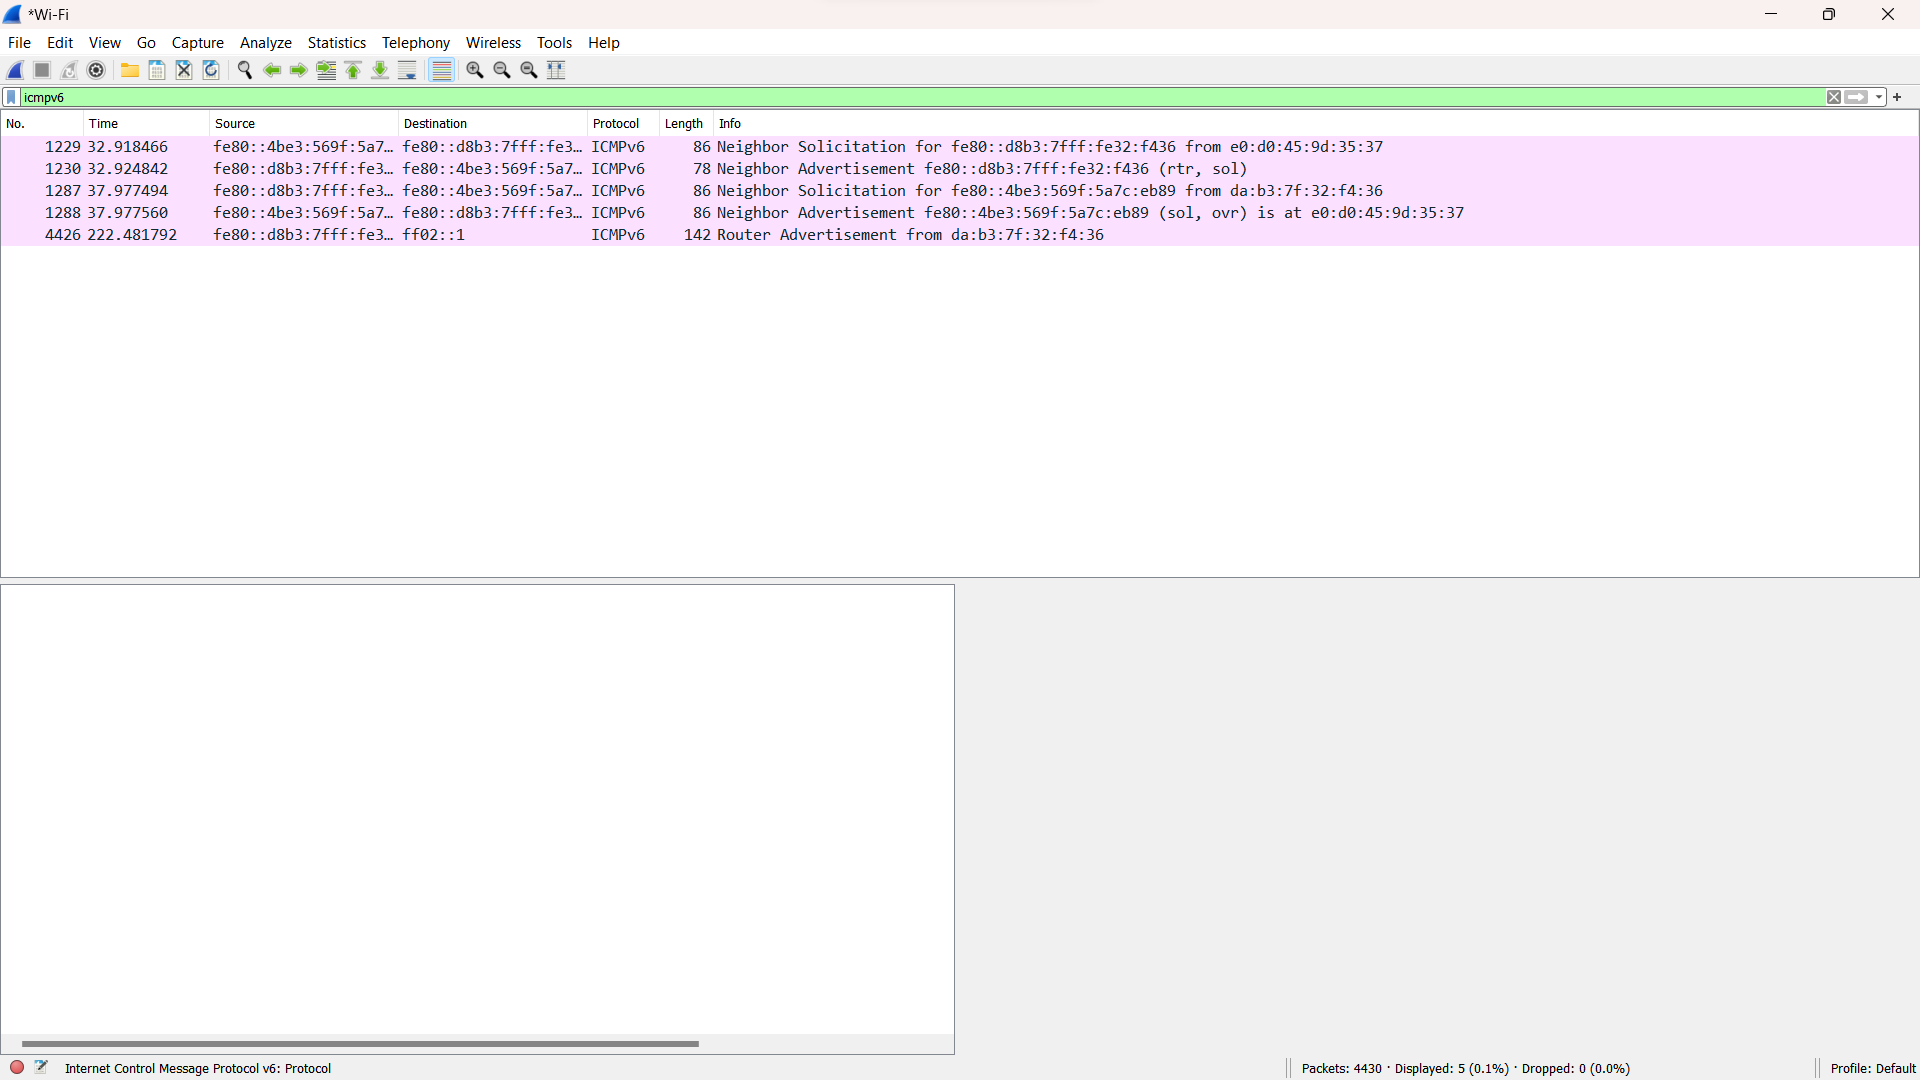 *Wi-Fi
File Edit View Go Capture Analyze Statistics Telephony Wireless Tools Help
icmpv6
No. Time Source Destination Protocol Length Info
1229 32.918466 fe80::4be3:569f:5a7… fe80::d8b3:7fff:fe3… ICMPv6 86 Neighbor Solicitation for fe80::d8b3:7fff:fe32:f436 from e0:d0:45:9d:35:37
1230 32.924842 fe80::d8b3:7fff:fe3… fe80::4be3:569f:5a7… ICMPv6 78 Neighbor Advertisement fe80::d8b3:7fff:fe32:f436 (rtr, sol)
1287 37.977494 fe80::d8b3:7fff:fe3… fe80::4be3:569f:5a7… ICMPv6 86 Neighbor Solicitation for fe80::4be3:569f:5a7c:eb89 from da:b3:7f:32:f4:36
1288 37.977560 fe80::4be3:569f:5a7… fe80::d8b3:7fff:fe3… ICMPv6 86 Neighbor Advertisement fe80::4be3:569f:5a7c:eb89 (sol, ovr) is at e0:d0:45:9d:35:37
4426 222.481792 fe80::d8b3:7fff:fe3… ff02::1 ICMPv6 142 Router Advertisement from da:b3:7f:32:f4:36
Internet Control Message Protocol v6: Protocol Packets: 4430 · Displayed: 5 (0.1%) · Dropped: 0 (0.0%) Profile: Default